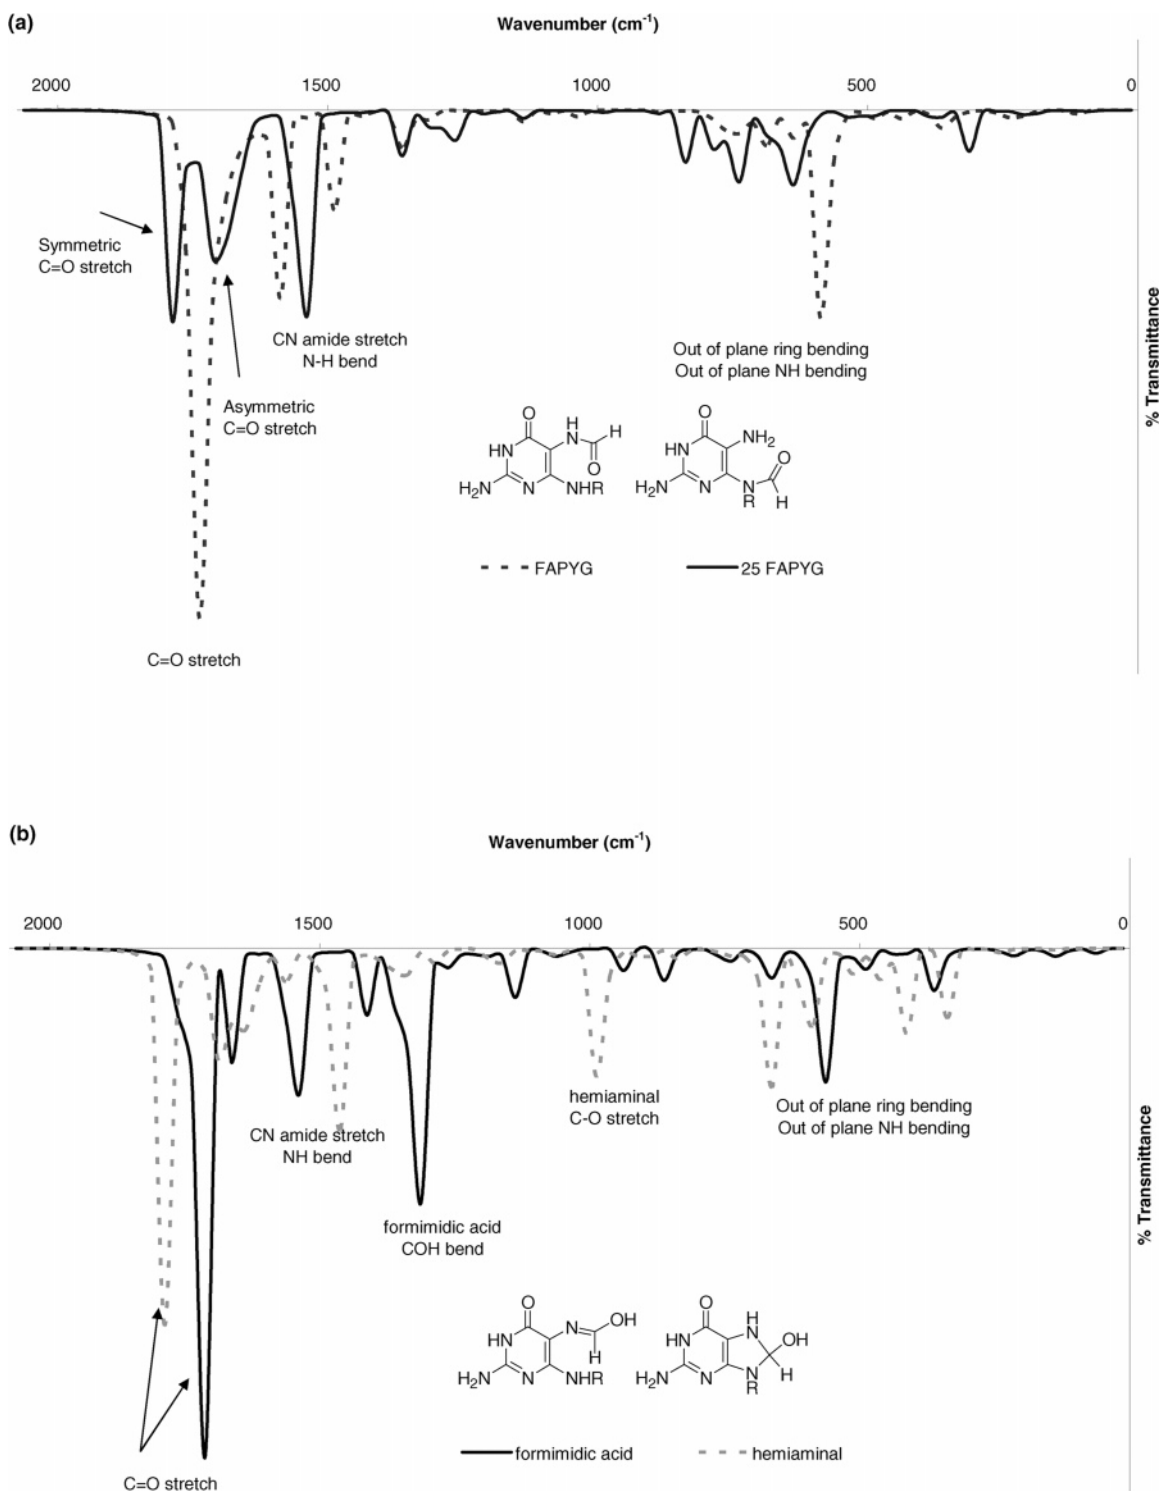 (a)
Wavenumber (cm-1)
2000 1500 1000 500 0
Symmetric
C=O stretch
CN amide stretch
N-H bend
Asymmetric
C=O stretch
Out of plane ring bending
Out of plane NH bending
% Transmittance
O H N H HN O H2N N NHR
O NH2 HN O H2N N N R H
FAPYG 25 FAPYG
C=O stretch
(b)
Wavenumber (cm-1)
2000 1500 1000 500 0
hemiaminal
C-O stretch
CN amide stretch
NH bend
Out of plane ring bending
Out of plane NH bending
% Transmittance
formimidic acid
COH bend
O N OH HN H H2N N NHR
O H N OH HN H H2N N N R
formimidic acid hemiaminal
C=O stretch